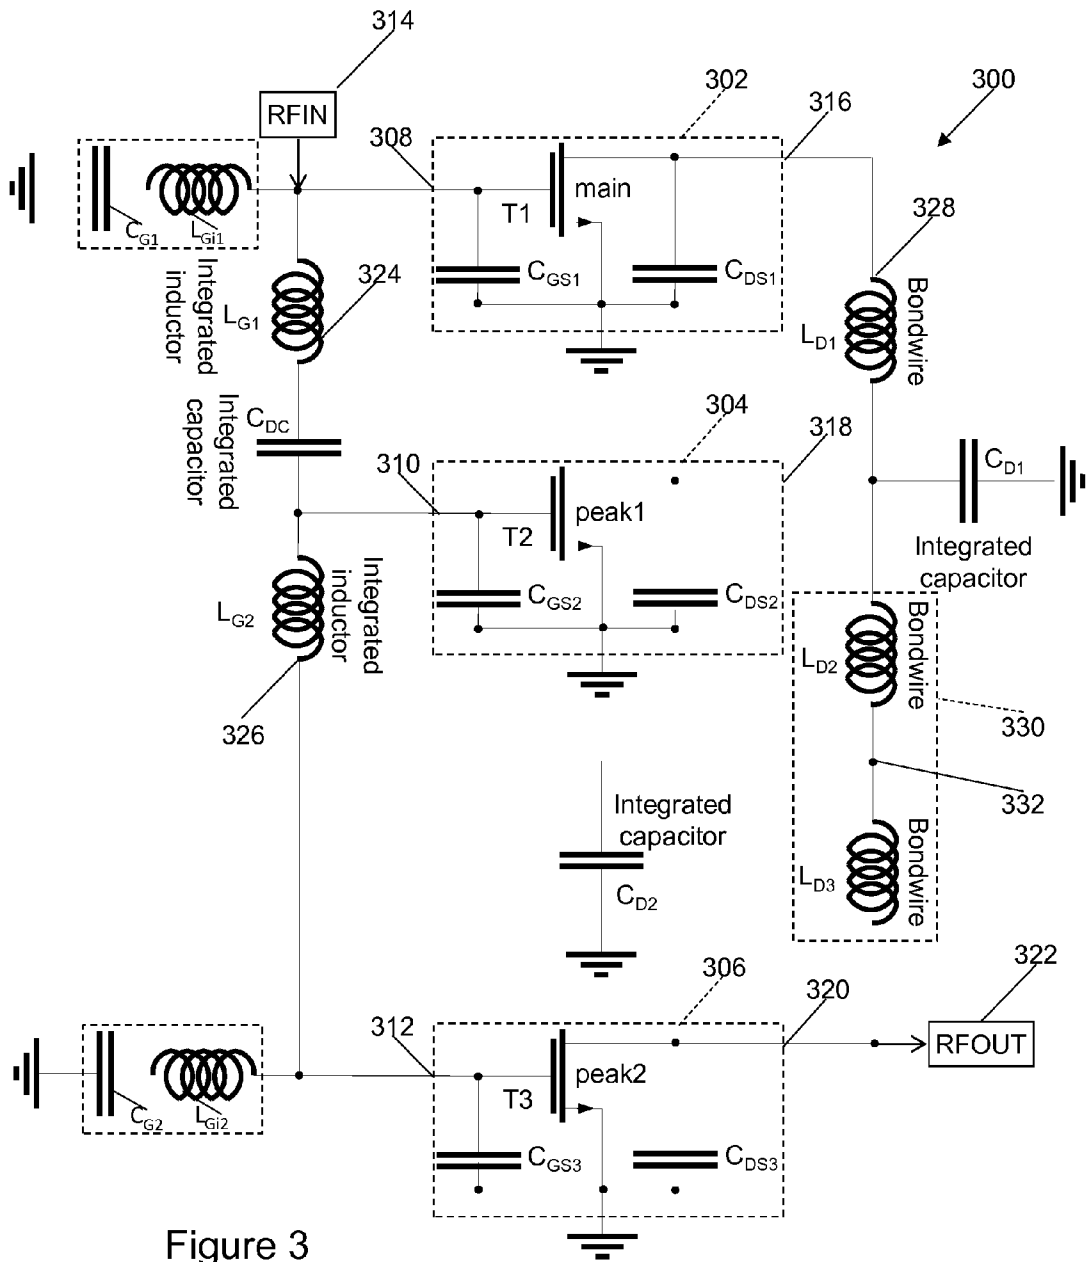 314
RFIN
302
316
300
308
main
T1
C_G1
L_Gi1
C_GS1
C_DS1
328
Integrated
inductor
324
L_G1
L_D1
Bondwire
304
318
Integrated
capacitor
C_DC
310
peak1
T2
C_D1
Integrated
capacitor
Integrated
inductor
L_G2
C_GS2
C_DS2
L_D2
Bondwire
326
330
332
Integrated
capacitor
C_D2
L_D3
Bondwire
306
320
322
312
RFOUT
peak2
T3
C_G2
L_Gi2
C_GS3
C_DS3
Figure 3